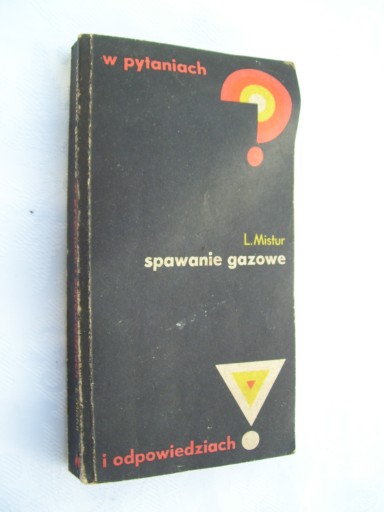 w pytaniach
?
L. Mistur
spawanie gazowe
i odpowiedziach !